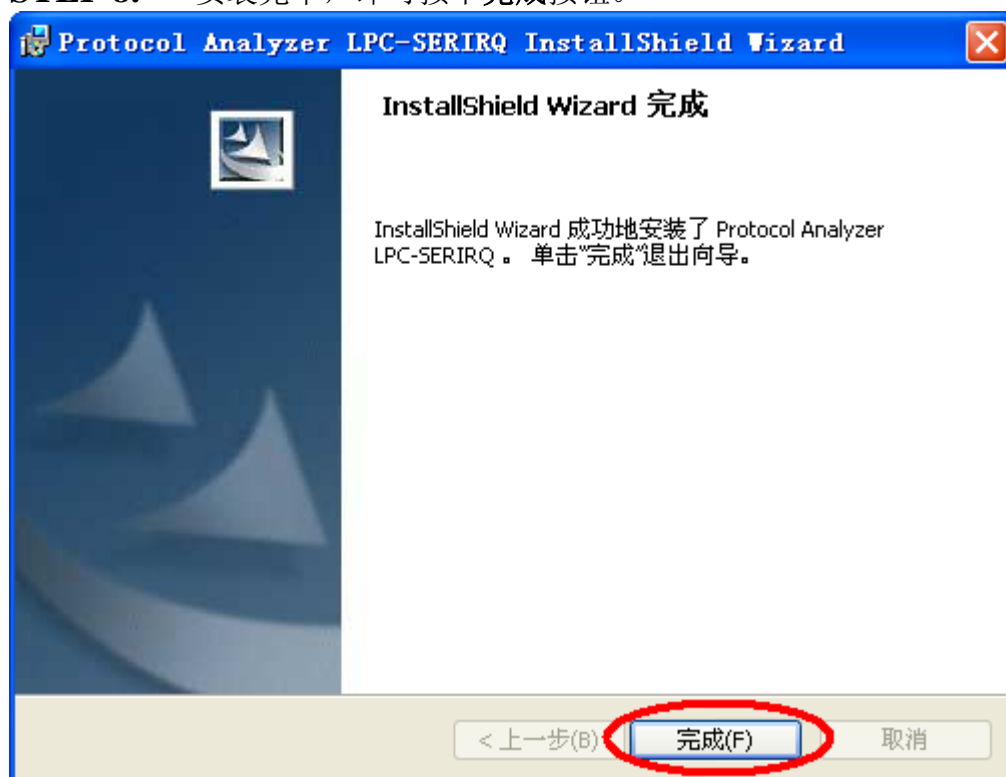 Protocol Analyzer LPC-SERIRQ InstallShield Wizard
InstallShield Wizard 完成
InstallShield Wizard 成功地安装了 Protocol Analyzer
LPC-SERIRQ 。 单击“完成”退出向导。
< 上一步(B)
完成(F)
取消